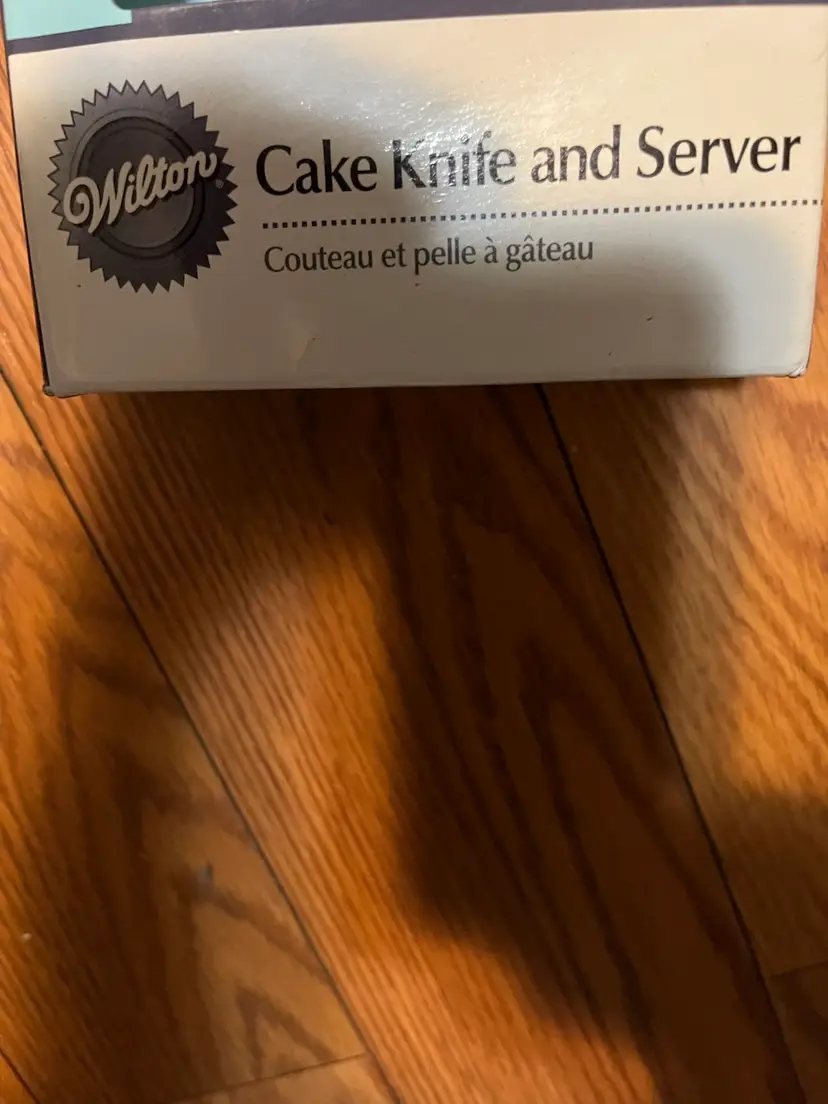 Wilton
Cake Knife and Server
Couteau et pelle à gâteau